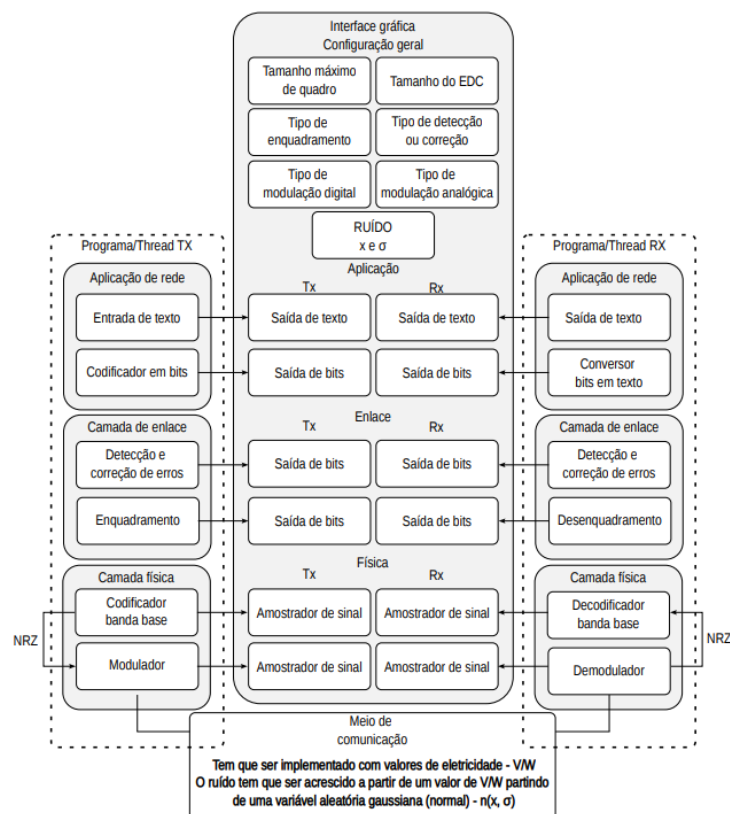 Interface gráfica
Configuração geral
Tamanho máximo
de quadro
Tamanho do EDC
Tipo de
enquadramento
Tipo de detecção
ou correção
Tipo de
modulação digital
Tipo de
modulação analógica
RUÍDO
x e σ
Programa/Thread TX
Aplicação de rede
Entrada de texto
Codificador em bits
Camada de enlace
Detecção e
correção de erros
Enquadramento
Camada física
Codificador
banda base
NRZ
Modulador
Aplicação
Tx
Rx
Saída de texto
Saída de texto
Saída de bits
Saída de bits
Enlace
Tx
Rx
Saída de bits
Saída de bits
Saída de bits
Saída de bits
Física
Tx
Rx
Amostrador de sinal
Amostrador de sinal
Amostrador de sinal
Amostrador de sinal
Programa/Thread RX
Aplicação de rede
Saída de texto
Conversor
bits em texto
Camada de enlace
Detecção e
correção de erros
Desenquadramento
Camada física
Decodificador
banda base
NRZ
Demodulador
Meio de
comunicação
Tem que ser implementado com valores de eletricidade - V/W
O ruído tem que ser acrescido a partir de um valor de V/W partindo
de uma variável aleatória gaussiana (normal) - n(x, σ)